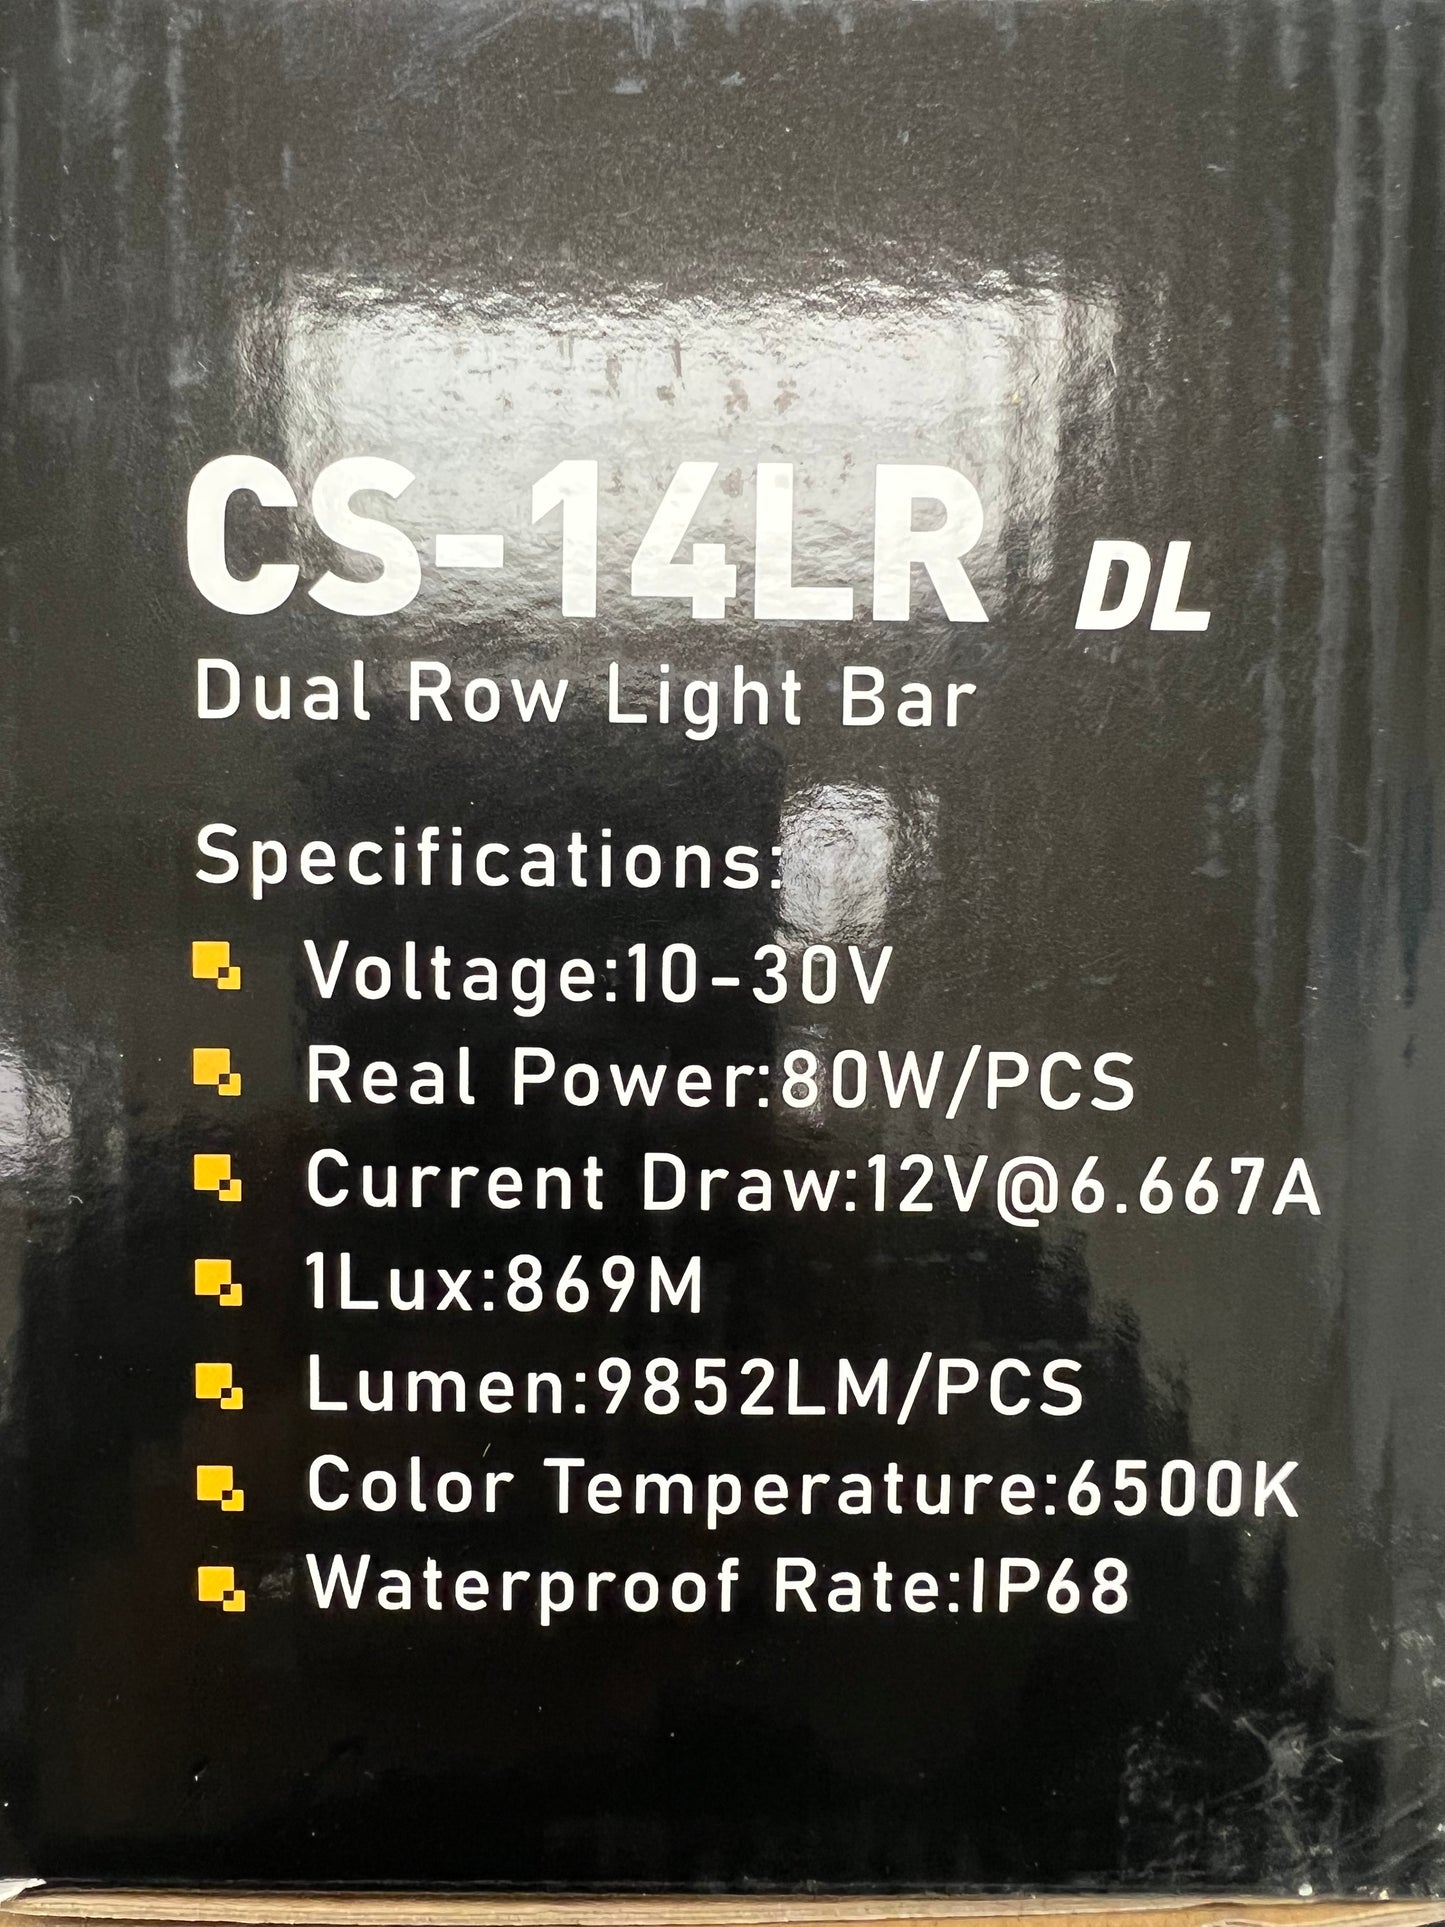 CS-14LR DL
Dual Row Light Bar
Specifications:
Voltage:10-30V
Real Power:80W/PCS
Current Draw:12V@6.667A
1Lux:869M
Lumen:9852LM/PCS
Color Temperature:6500K
Waterproof Rate:IP68